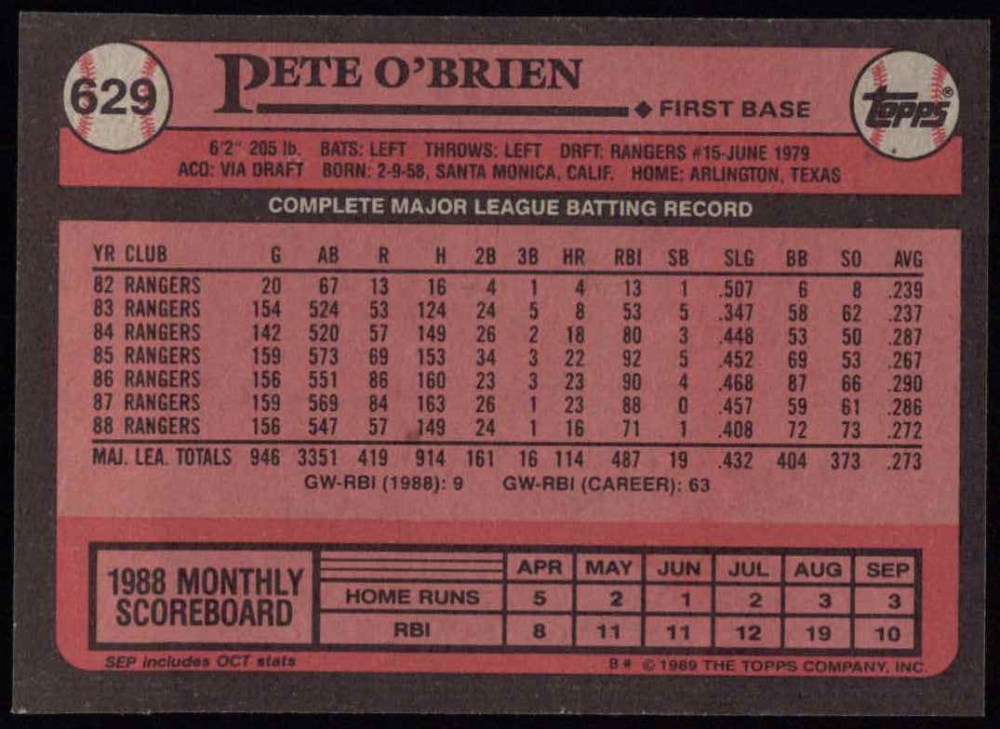 629
PETE O'BRIEN
FIRST BASE
Topps®
6'2" 205 lb. BATS: LEFT THROWS: LEFT DRFT: RANGERS #15-JUNE 1979
ACQ: VIA DRAFT BORN: 2-9-58, SANTA MONICA, CALIF. HOME: ARLINGTON, TEXAS
COMPLETE MAJOR LEAGUE BATTING RECORD
YR CLUB G AB R H 2B 3B HR RBI SB SLG BB SO AVG
82 RANGERS 20 67 13 16 4 1 4 13 1 .507 6 8 .239
83 RANGERS 154 524 53 124 24 5 8 53 5 .347 58 62 .237
84 RANGERS 142 520 57 149 26 2 18 80 3 .448 53 50 .287
85 RANGERS 159 573 69 153 34 3 22 92 5 .452 69 53 .267
86 RANGERS 156 551 86 160 23 3 23 90 4 .468 87 66 .290
87 RANGERS 159 569 84 163 26 1 23 88 0 .457 59 61 .286
88 RANGERS 156 547 57 149 24 1 16 71 1 .408 72 73 .272
MAJ. LEA. TOTALS 946 3351 419 914 161 16 114 487 19 .432 404 373 .273
GW-RBI (1988): 9 GW-RBI (CAREER): 63
1988 MONTHLY
SCOREBOARD
APR MAY JUN JUL AUG SEP
HOME RUNS 5 2 1 2 3 3
RBI 8 11 11 12 19 10
SEP includes OCT stats
B# © 1989 THE TOPPS COMPANY, INC.